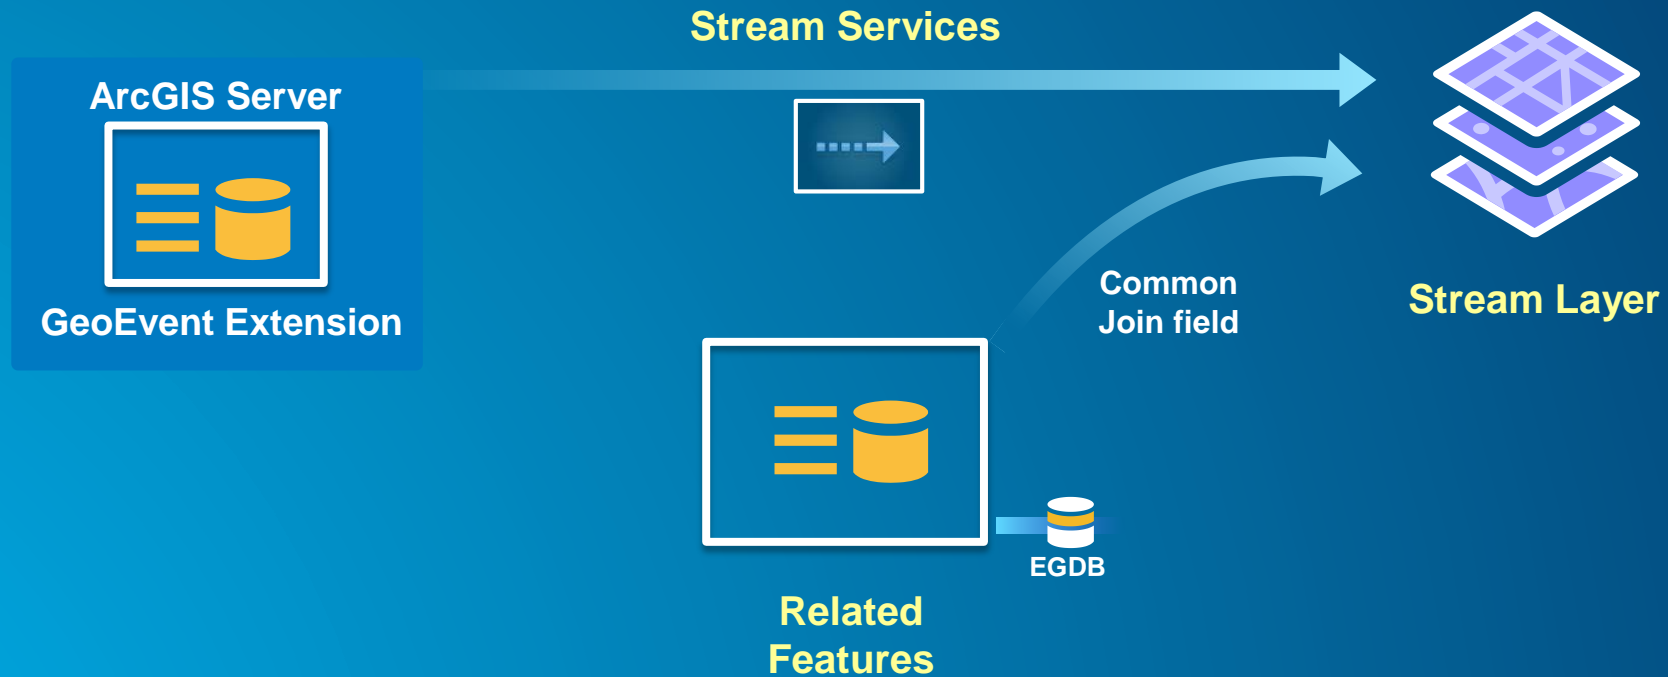 Stream Services
ArcGIS Server
GeoEvent Extension
Common
Join field
Stream Layer
EGDB
Related
Features